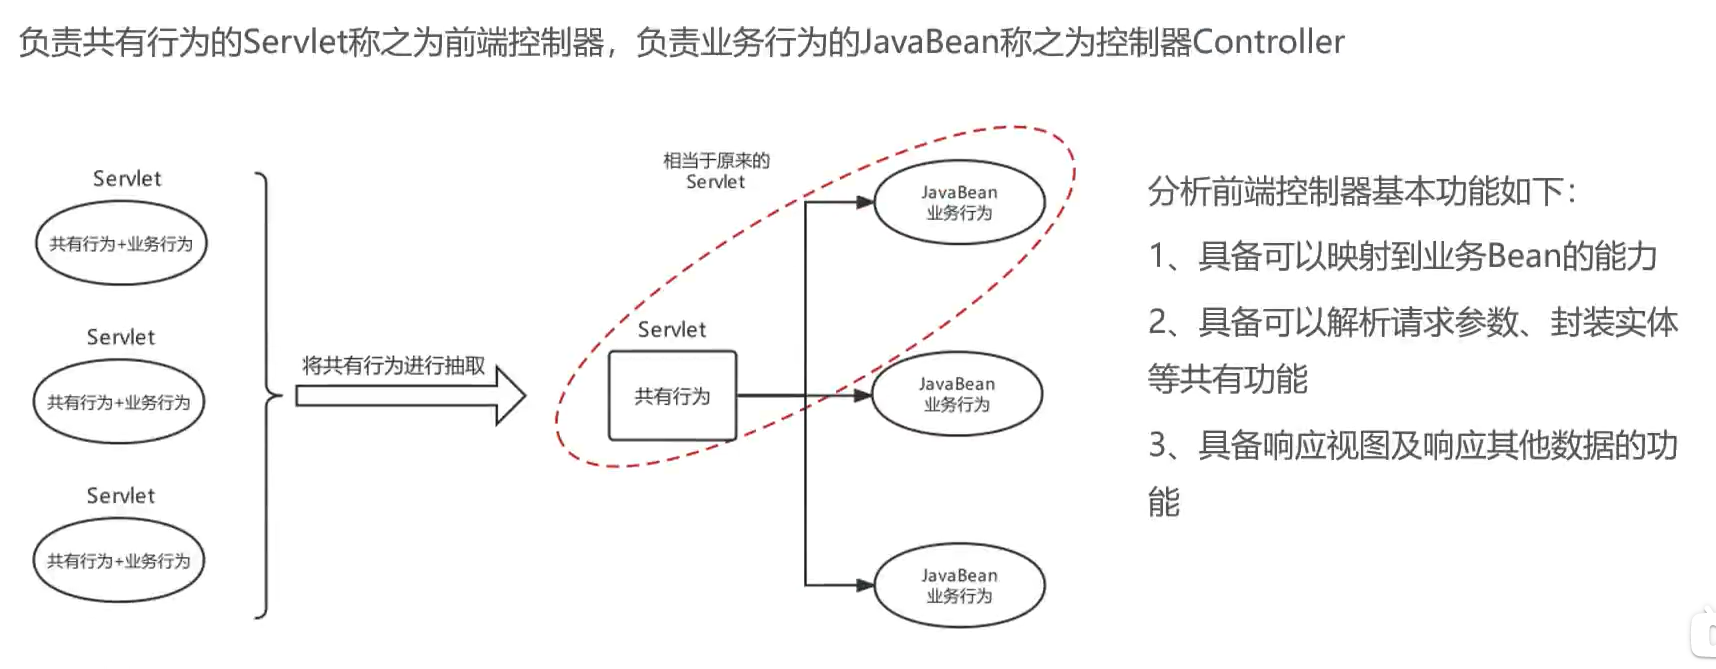 负责共有行为的Servlet称之为前端控制器，负责业务行为的JavaBean称之为控制器Controller
Servlet
共有行为+业务行为
Servlet
共有行为+业务行为
Servlet
共有行为+业务行为
将共有行为进行抽取
相当于原来的
Servlet
Servlet
共有行为
JavaBean
业务行为
JavaBean
业务行为
JavaBean
业务行为
分析前端控制器基本功能如下：
1、具备可以映射到业务Bean的能力
2、具备可以解析请求参数、封装实体
等共有功能
3、具备响应视图及响应其他数据的功
能